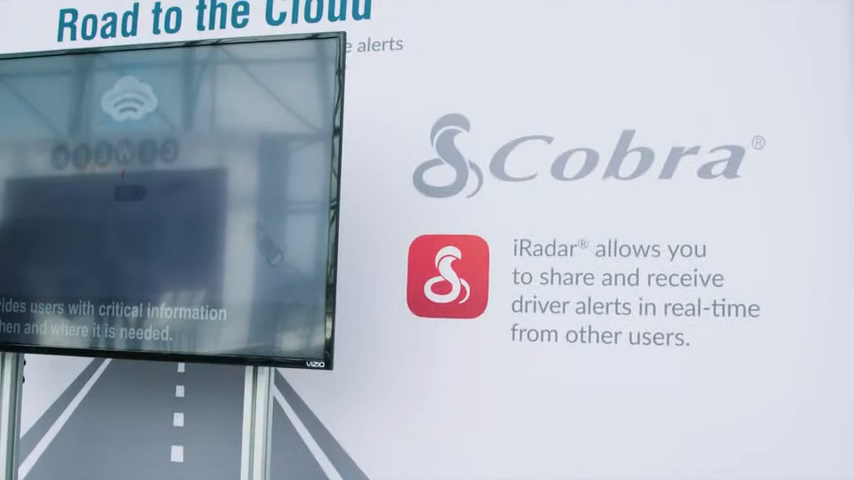 Road to the Cloud
e alerts
Cobra®
iRadar® allows you
to share and receive
driver alerts in real-time
from other users.
ides users with critical information
hen and where it is needed.
VIZIO